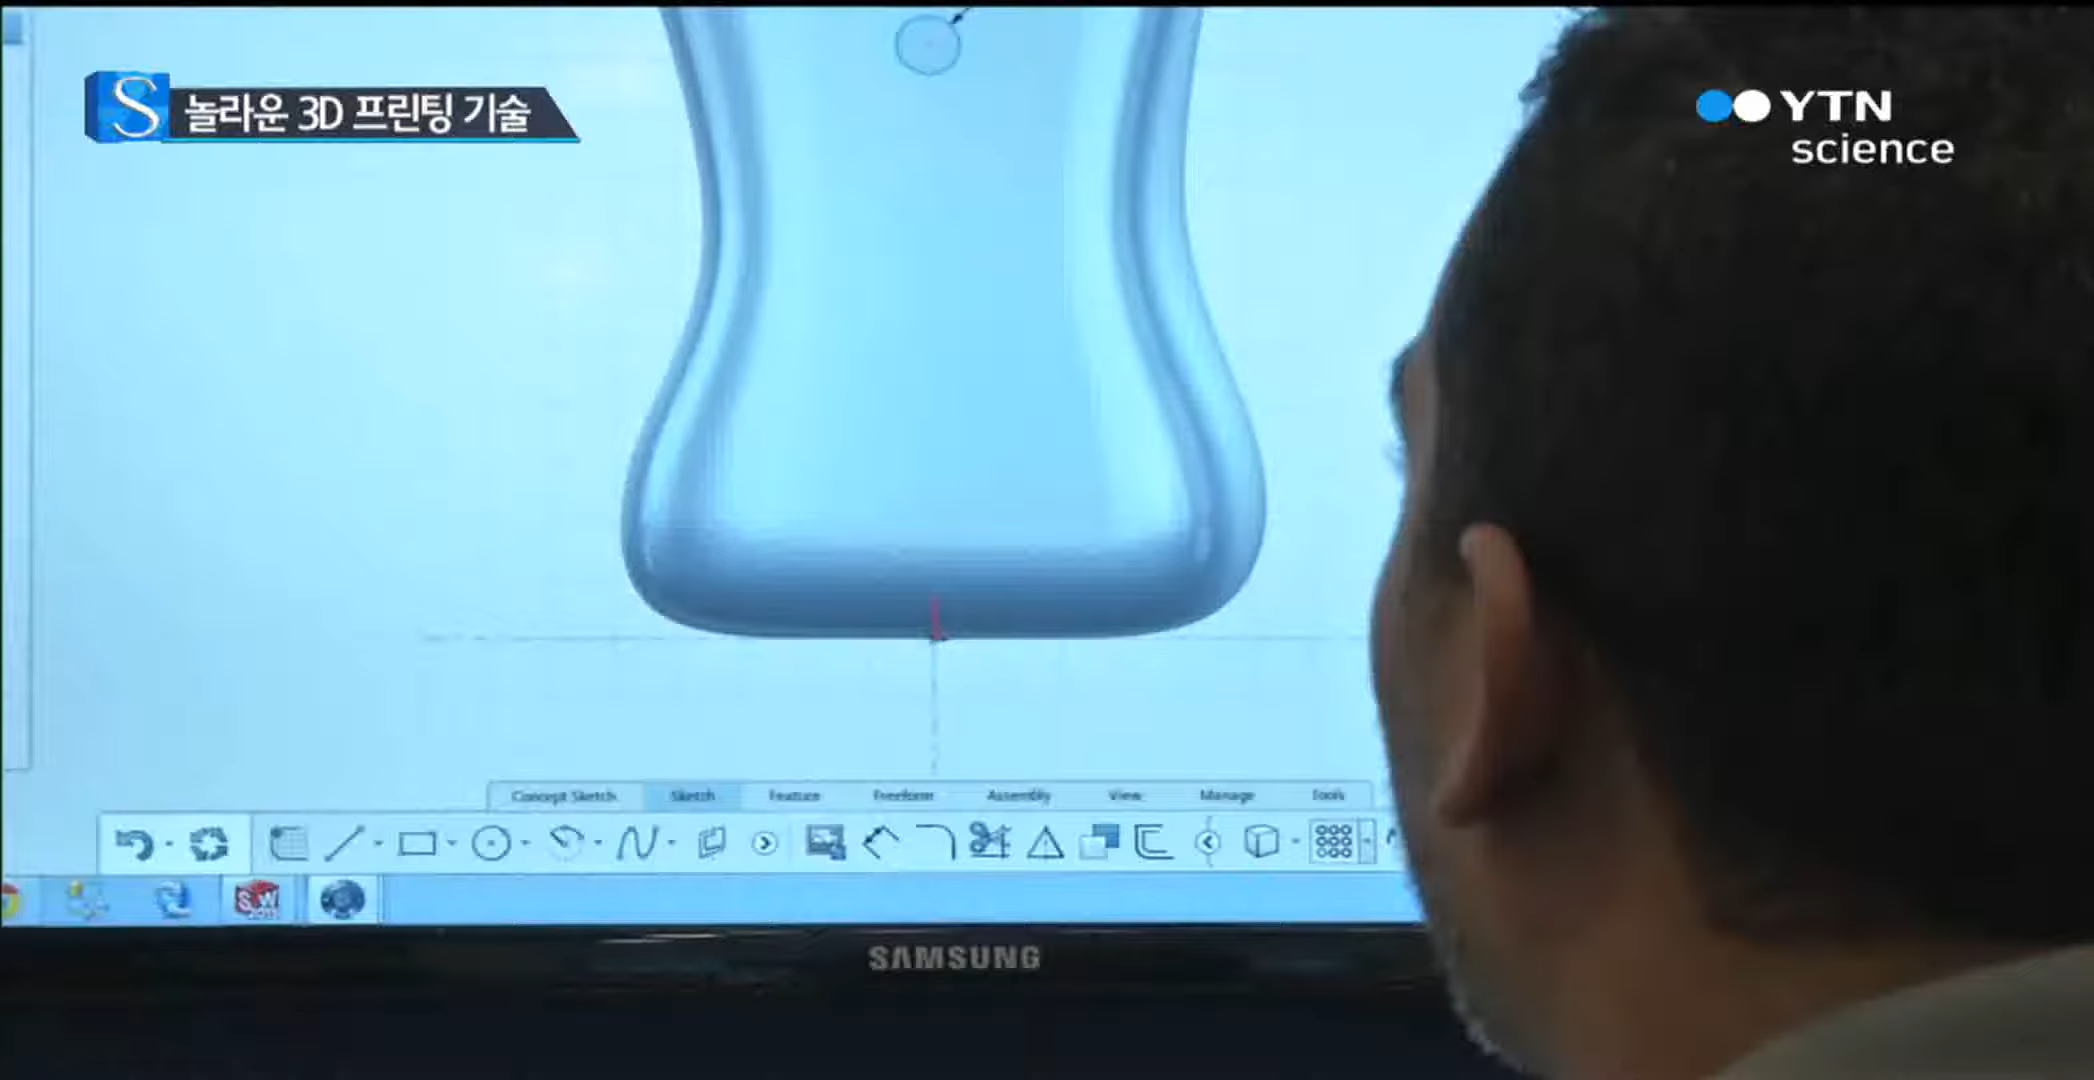 S 놀라운 3D 프린팅 기술
YTN
science
Concept Sketch Sketch Feature Freeform Assembly View Manage Tools
SW
SAMSUNG